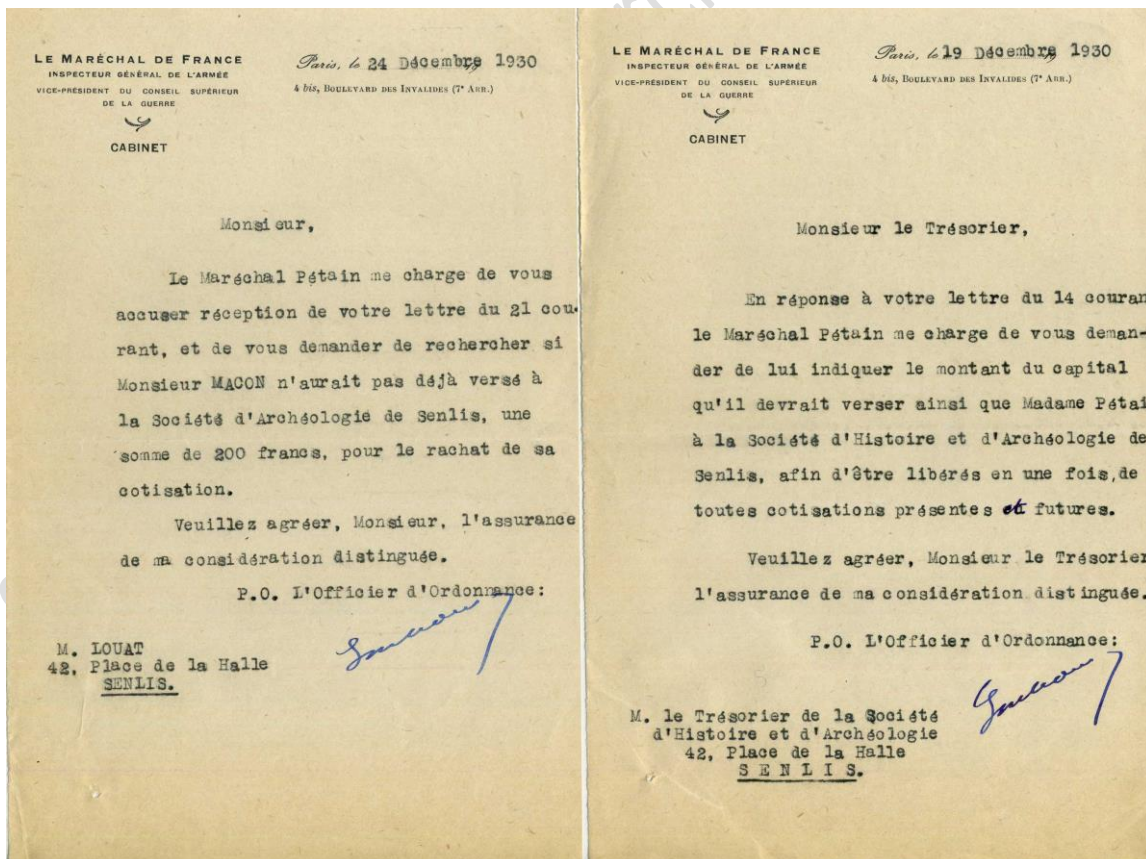 LE MARÉCHAL DE FRANCE
INSPECTEUR GÉNÉRAL DE L'ARMÉE
VICE-PRÉSIDENT DU CONSEIL SUPÉRIEUR
DE LA GUERRE
CABINET
Paris, le 24 Décembre 1930
4 bis, BOULEVARD DES INVALIDES (7e ARR.)
Monsieur,
Le Maréchal Pétain me charge de vous
accuser réception de votre lettre du 21 cou-
rant, et de vous demander de rechercher si
Monsieur MACON n'aurait pas déjà versé à
la Société d'Archéologie de Senlis, une
somme de 200 francs, pour le rachat de sa
cotisation.
Veuillez agréer, Monsieur, l'assurance
de ma considération distinguée.
P.O. L'Officier d'Ordonnance:
M. LOUAT
42, Place de la Halle
SENLIS.
LE MARÉCHAL DE FRANCE
INSPECTEUR GÉNÉRAL DE L'ARMÉE
VICE-PRÉSIDENT DU CONSEIL SUPÉRIEUR
DE LA GUERRE
CABINET
Paris, le 19 Décembre 1930
4 bis, BOULEVARD DES INVALIDES (7e ARR.)
Monsieur le Trésorier,
En réponse à votre lettre du 14 couran
le Maréchal Pétain me charge de vous deman-
der de lui indiquer le montant du capital
qu'il devrait verser ainsi que Madame Pétai
à la Société d'Histoire et d'Archéologie de
Senlis, afin d'être libérés en une fois, de
toutes cotisations présentes et futures.
Veuillez agréer, Monsieur le Trésorier
l'assurance de ma considération distinguée.
P.O. L'Officier d'Ordonnance:
M. le Trésorier de la Société
d'Histoire et d'Archéologie
42, Place de la Halle
SENLIS.